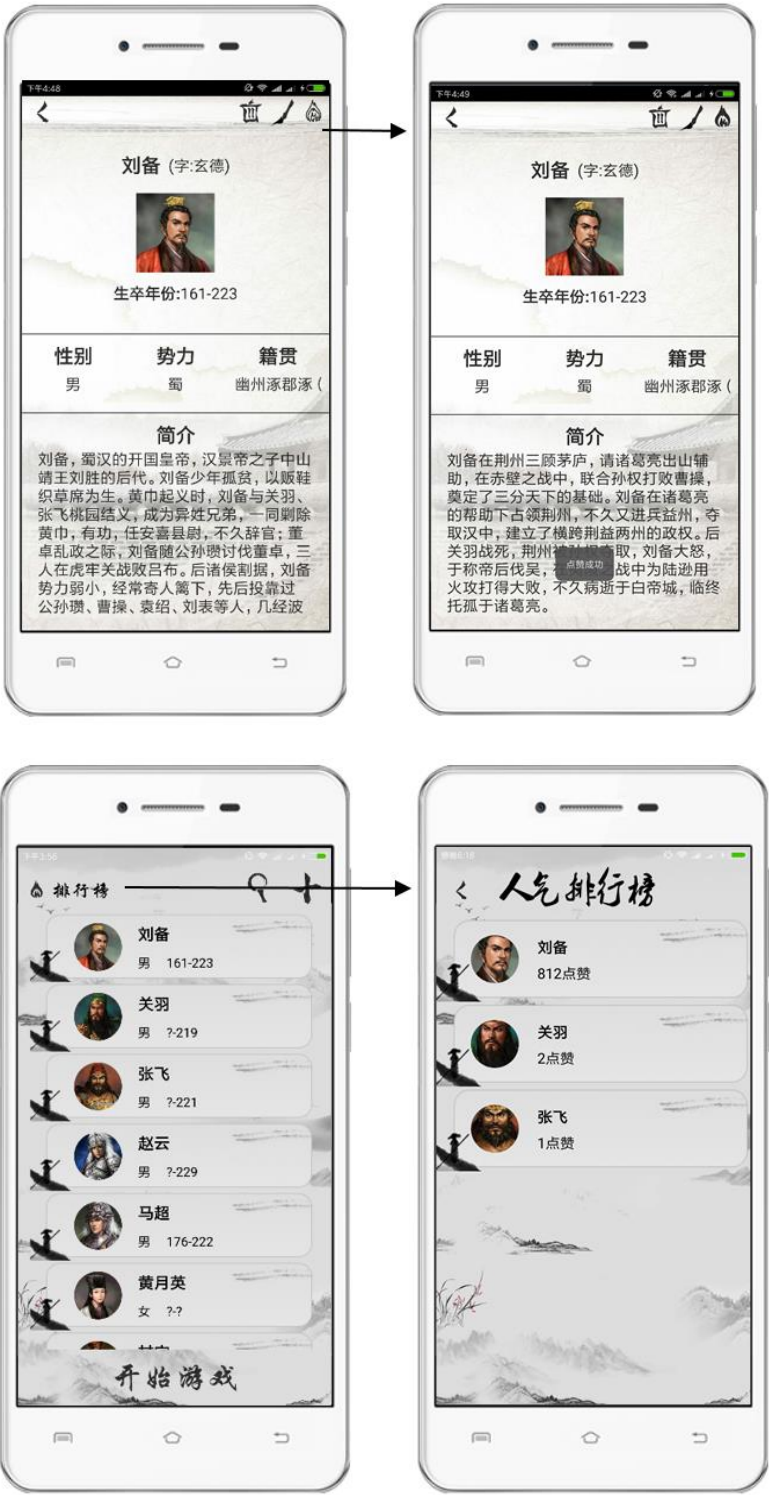 下午4:48
刘备 (字:玄德)
生卒年份:161-223
性别 势力 籍贯
男 蜀 幽州涿郡涿 (
简介
刘备，蜀汉的开国皇帝，汉景帝之子中山
靖王刘胜的后代。刘备少年孤贫，以贩鞋
织草席为生。黄巾起义时，刘备与关羽、
张飞桃园结义，成为异姓兄弟，一同剿除
黄巾，有功，任安喜县尉，不久辞官；董
卓乱政之际，刘备随公孙瓒讨伐董卓，三
人在虎牢关战败吕布。后诸侯割据，刘备
势力弱小，经常寄人篱下，先后投靠过
公孙瓒、曹操、袁绍、刘表等人，几经波
下午4:49
刘备 (字:玄德)
生卒年份:161-223
性别 势力 籍贯
男 蜀 幽州涿郡涿 (
简介
刘备在荆州三顾茅庐，请诸葛亮出山辅
助，在赤壁之战中，联合孙权打败曹操，
奠定了三分天下的基础。刘备在诸葛亮
的帮助下占领荆州，不久又进兵益州，夺
取汉中，建立了横跨荆益两州的政权。后
关羽战死，荆州被孙权夺取，刘备大怒，
于称帝后伐吴，战中为陆逊用
点赞成功
火攻打得大败，不久病逝于白帝城，临终
托孤于诸葛亮。
下午3:56
排行榜
刘备
男 161-223
关羽
男 ?-219
张飞
男 ?-221
赵云
男 ?-229
马超
男 176-222
黄月英
女 ?-?
开始游戏
人气排行榜
刘备
812点赞
关羽
2点赞
张飞
1点赞